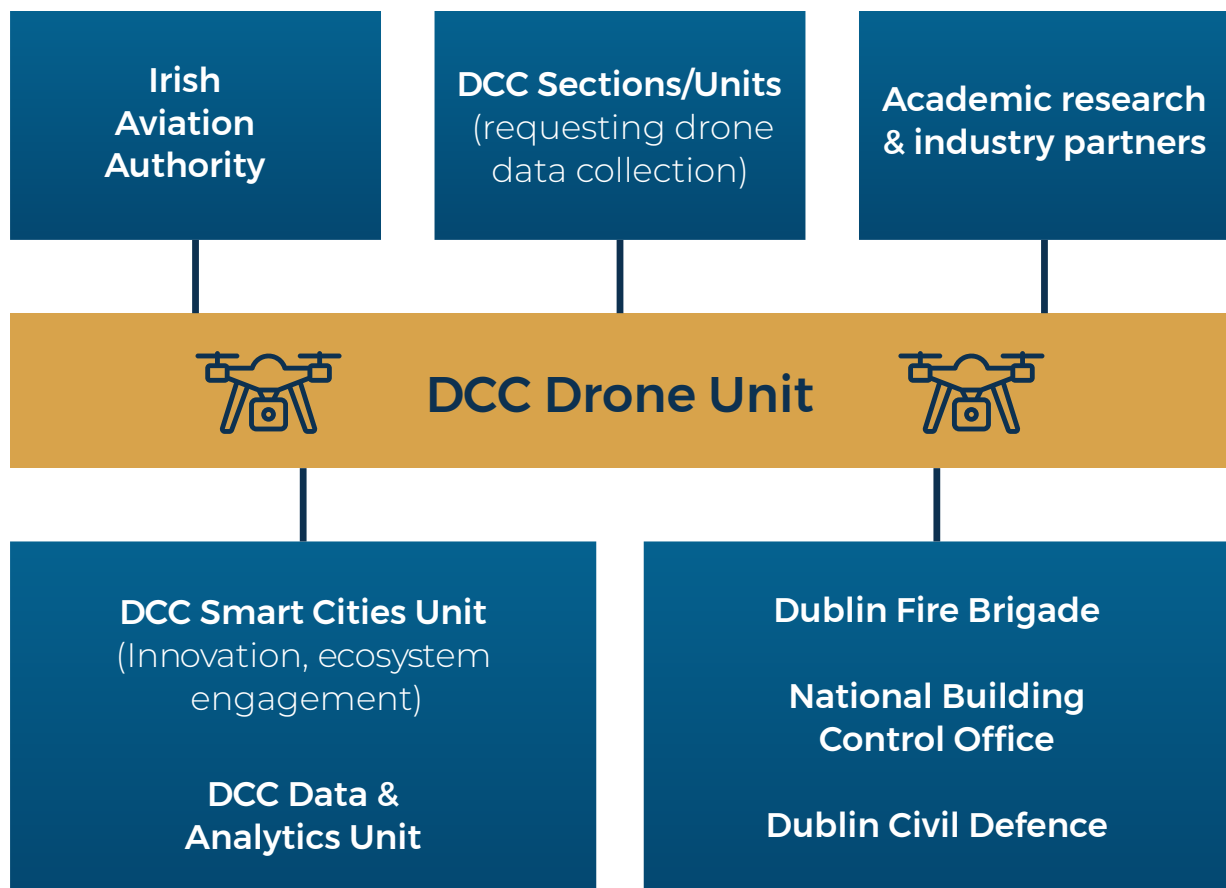 Irish
Aviation
Authority
DCC Sections/Units
(requesting drone
data collection)
Academic research
& industry partners
DCC Drone Unit
DCC Smart Cities Unit
(Innovation, ecosystem
engagement)
DCC Data &
Analytics Unit
Dublin Fire Brigade
National Building
Control Office
Dublin Civil Defence